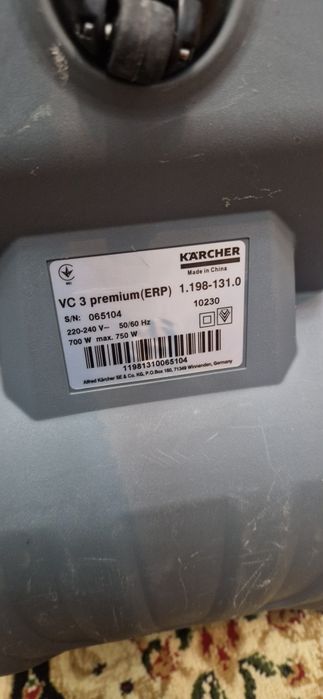 KÄRCHER
Made in China
VC 3 premium(ERP) 1.198-131.0
S/N: 065104 10230
220-240 V~ 50/60 Hz
700 W max. 750 W
11981310065104
Alfred Kärcher SE & Co. KG, P.O.Box 160, 71349 Winnenden, Germany